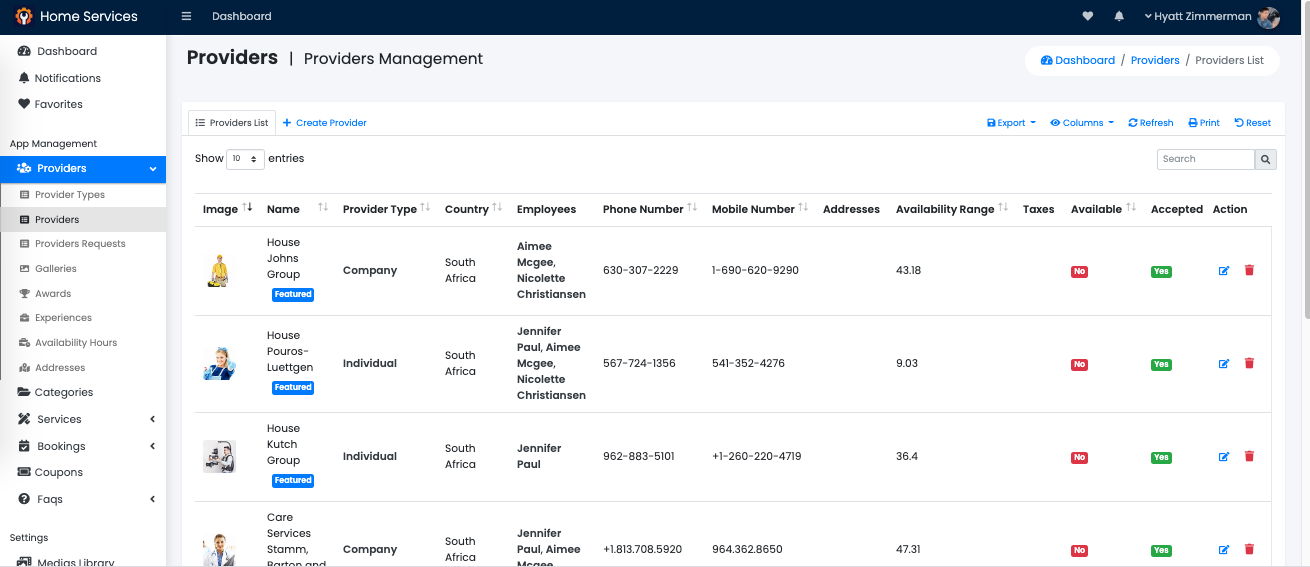 Home Services
Dashboard
Hyatt Zimmerman
Dashboard
Notifications
Favorites
App Management
Providers
Provider Types
Providers
Providers Requests
Galleries
Awards
Experiences
Availability Hours
Addresses
Categories
Services
Bookings
Coupons
Faqs
Settings
Medias Library
Providers | Providers Management
Dashboard / Providers / Providers List
Providers List
Create Provider
Export
Columns
Refresh
Print
Reset
Show 10 entries
Search
Image Name Provider Type Country Employees Phone Number Mobile Number Addresses Availability Range Taxes Available Accepted Action
House
Johns
Group
Featured
Company
South
Africa
Aimee
Mcgee,
Nicolette
Christiansen
630-307-2229
1-690-620-9290
43.18
No
Yes
House
Pouros-
Luettgen
Featured
Individual
South
Africa
Jennifer
Paul, Aimee
Mcgee,
Nicolette
Christiansen
567-724-1356
541-352-4276
9.03
No
Yes
House
Kutch
Group
Featured
Individual
South
Africa
Jennifer
Paul
962-883-5101
+1-260-220-4719
36.4
No
Yes
Care
Services
Stamm,
Barton and
Company
South
Africa
Jennifer
Paul, Aimee
Mcgee
+1.813.708.5920
964.362.8650
47.31
No
Yes